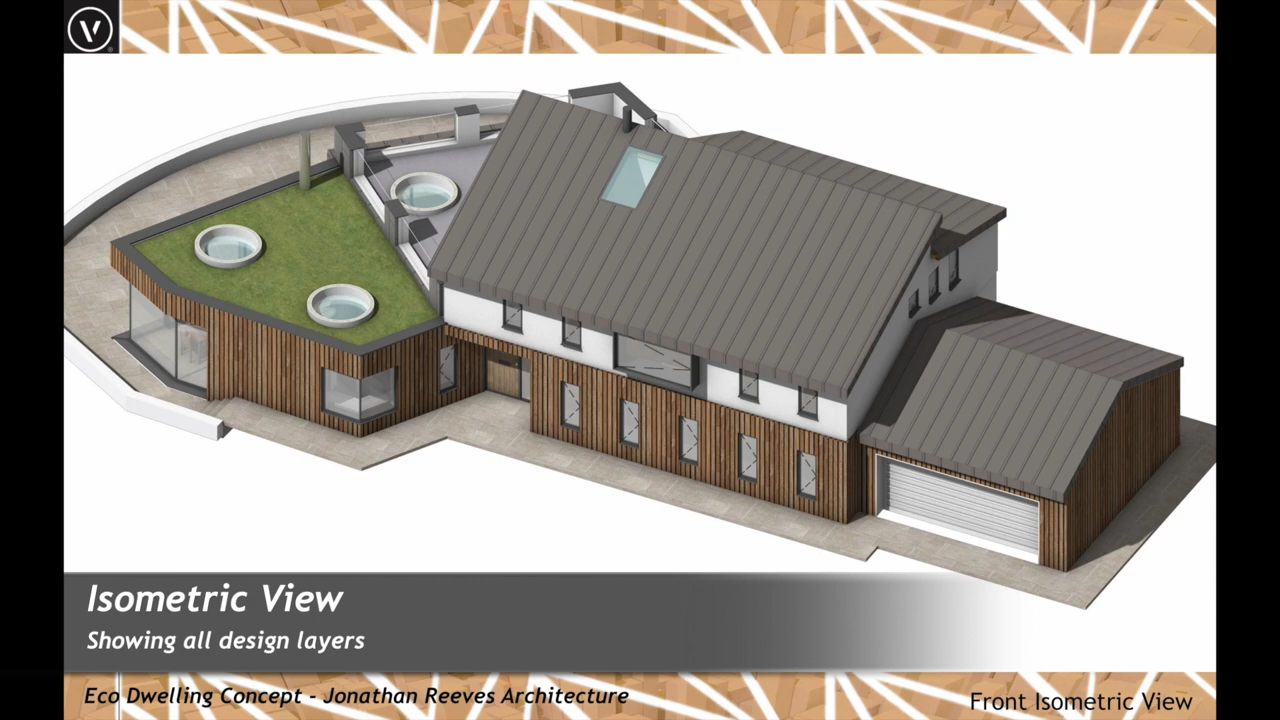 V
Isometric View
Showing all design layers
Eco Dwelling Concept - Jonathan Reeves Architecture
Front Isometric View